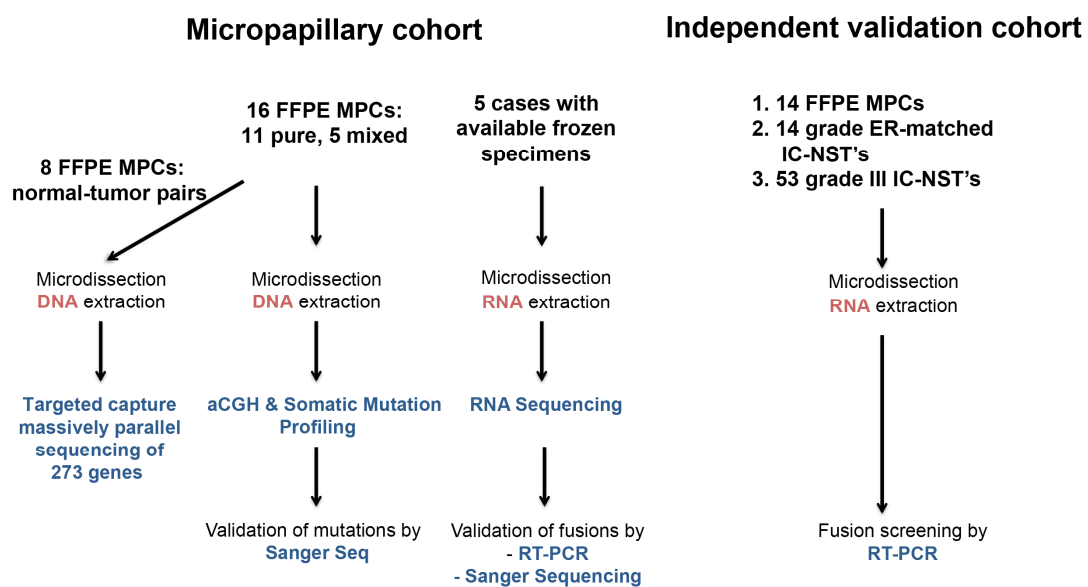 Micropapillary cohort
Independent validation cohort
8 FFPE MPCs:
normal-tumor pairs
Microdissection
DNA extraction
Targeted capture
massively parallel
sequencing of
273 genes
16 FFPE MPCs:
11 pure, 5 mixed
Microdissection
DNA extraction
aCGH & Somatic Mutation
Profiling
Validation of mutations by
Sanger Seq
5 cases with
available frozen
specimens
Microdissection
RNA extraction
RNA Sequencing
Validation of fusions by
- RT-PCR
- Sanger Sequencing
1. 14 FFPE MPCs
2. 14 grade ER-matched
IC-NST's
3. 53 grade III IC-NST's
Microdissection
RNA extraction
Fusion screening by
RT-PCR